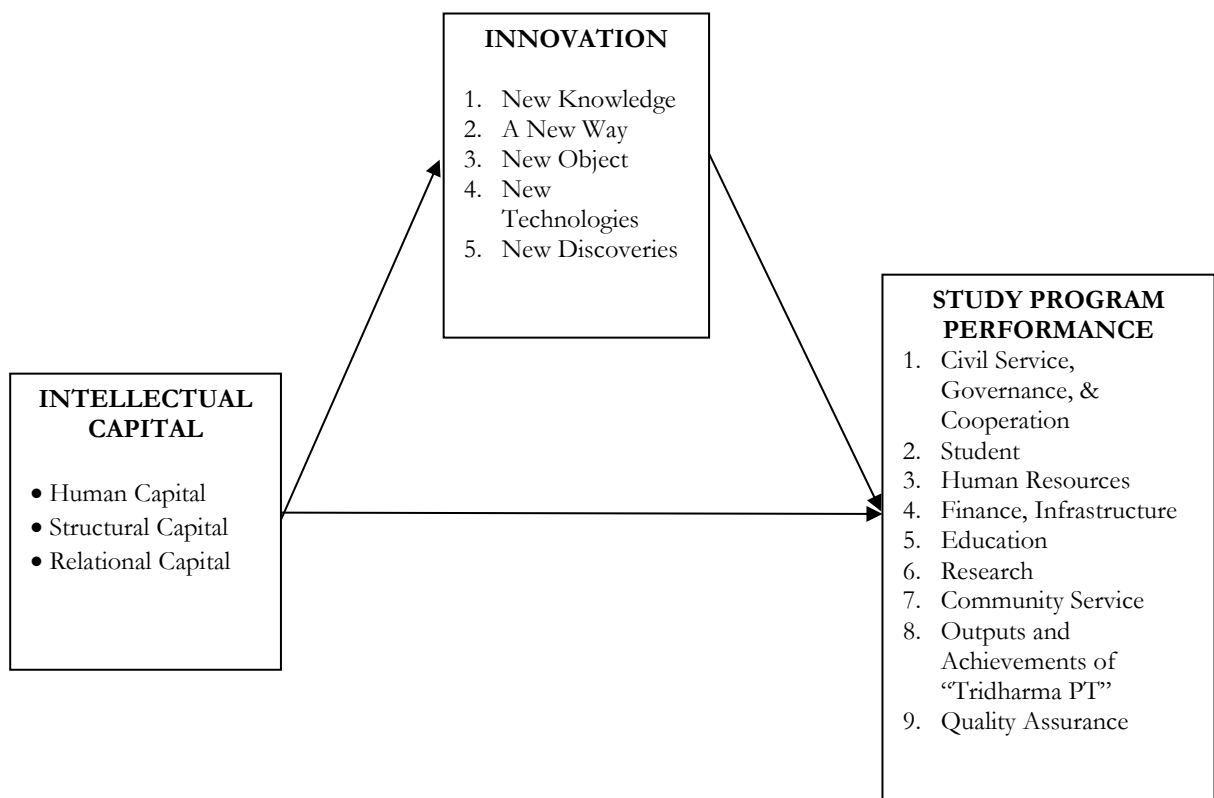 INNOVATION
1. New Knowledge
2. A New Way
3. New Object
4. New
Technologies
5. New Discoveries
INTELLECTUAL
CAPITAL
• Human Capital
• Structural Capital
• Relational Capital
STUDY PROGRAM
PERFORMANCE
1. Civil Service,
Governance, &
Cooperation
2. Student
3. Human Resources
4. Finance, Infrastructure
5. Education
6. Research
7. Community Service
8. Outputs and
Achievements of
“Tridharma PT”
9. Quality Assurance